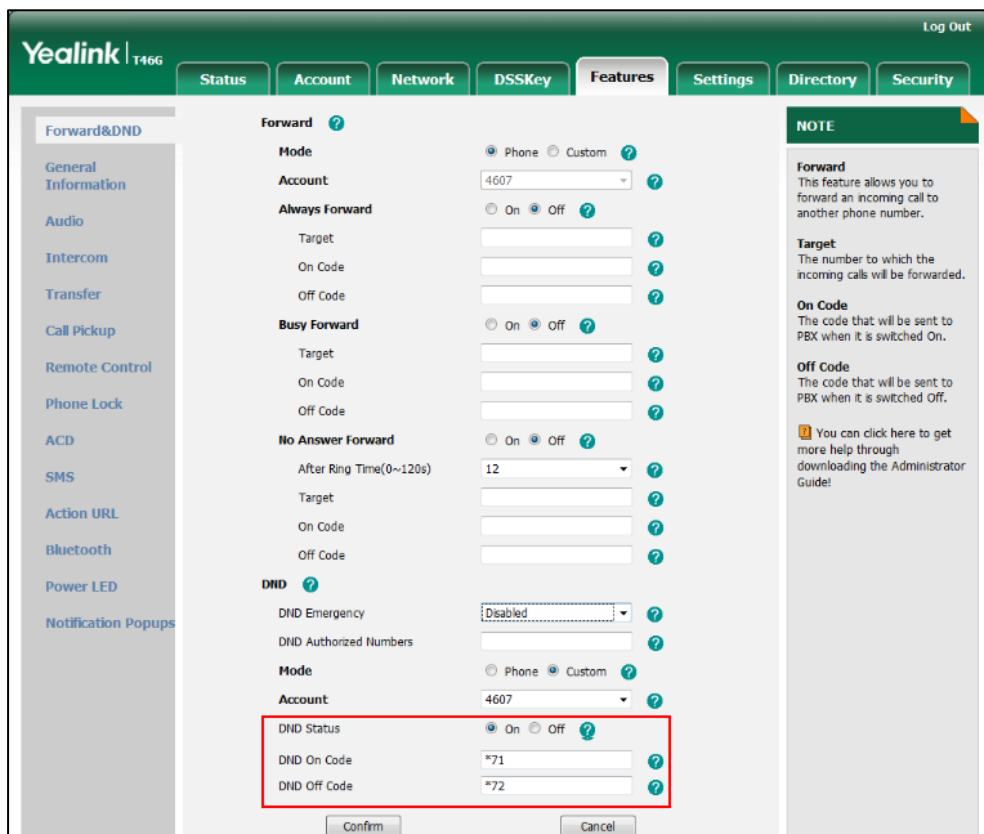 Log Out
Yealink T46G
Status Account Network DSSKey Features Settings Directory Security
Forward&DND
General
Information
Audio
Intercom
Transfer
Call Pickup
Remote Control
Phone Lock
ACD
SMS
Action URL
Bluetooth
Power LED
Notification Popups
Forward ?
Mode Phone Custom ?
Account 4607 ?
Always Forward On Off ?
Target ?
On Code ?
Off Code ?
Busy Forward On Off ?
Target ?
On Code ?
Off Code ?
No Answer Forward On Off ?
After Ring Time(0~120s) 12 ?
Target ?
On Code ?
Off Code ?
DND ?
DND Emergency Disabled ?
DND Authorized Numbers ?
Mode Phone Custom ?
Account 4607 ?
DND Status On Off ?
DND On Code *71 ?
DND Off Code *72 ?
Confirm Cancel
NOTE
Forward
This feature allows you to
forward an incoming call to
another phone number.
Target
The number to which the
incoming calls will be forwarded.
On Code
The code that will be sent to
PBX when it is switched On.
Off Code
The code that will be sent to
PBX when it is switched Off.
? You can click here to get
more help through
downloading the Administrator
Guide!